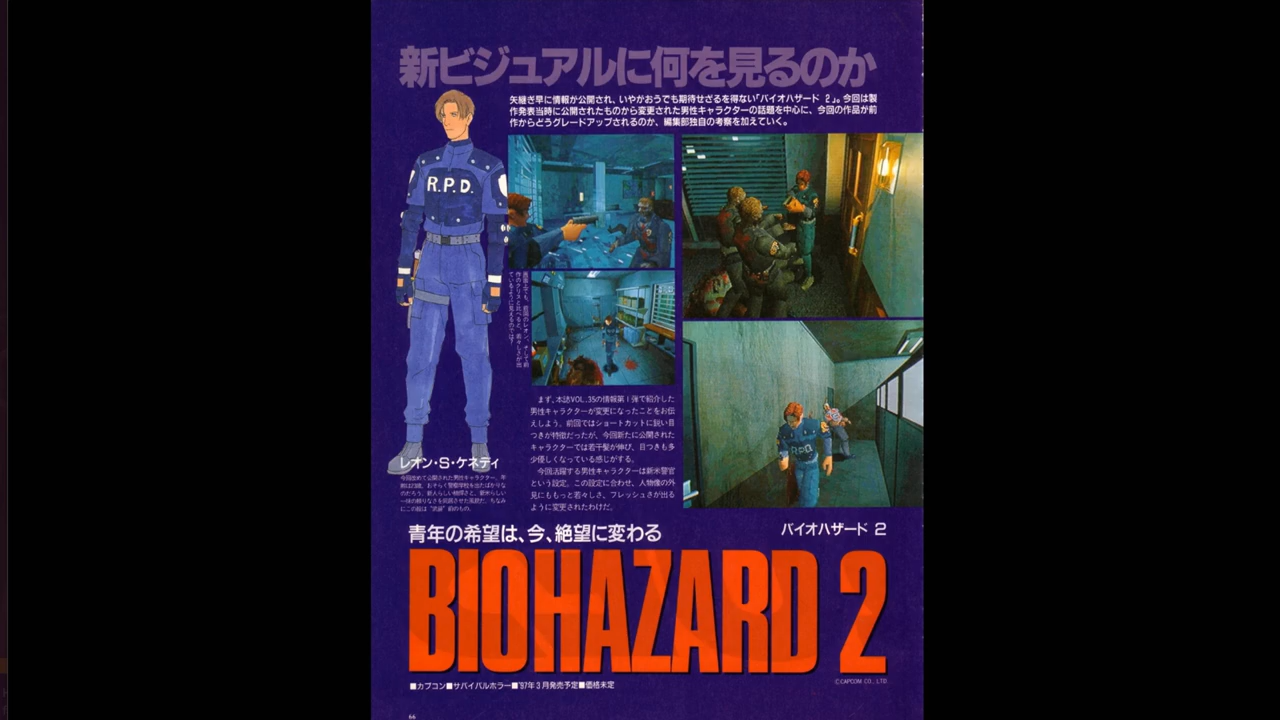 新ビジュアルに何を見るのか
矢継ぎ早に情報が公開され、いやがおうでも期待せざるを得ない「バイオハザード 2」。今回は製
作発表当時に公開されたものから変更された男性キャラクターの話題を中心に、今回の作品が前
作からどうグレードアップされるのか、編集部独自の考察を加えていく。
R.P.D.
まず、本誌VOL.35の情報第1弾で紹介した
男性キャラクターが変更になったことをお伝
えしよう。前回ではショートカットに鋭い目
つきが特徴だったが、今回新たに公開された
キャラクターでは若干髪が伸び、目つきも多
少優しくなっている感じがする。
今回活躍する男性キャラクターは新米警官
という設定。この設定に合わせ、人物像の外
見にももっと若々しさ、フレッシュさが出る
ように変更されたわけだ。
レオン・S・ケネディ
青年の希望は、今、絶望に変わる
バイオハザード 2
BIOHAZARD 2
■カプコン■サバイバルホラー■'97年3月発売予定■価格未定
©CAPCOM CO., LTD
66